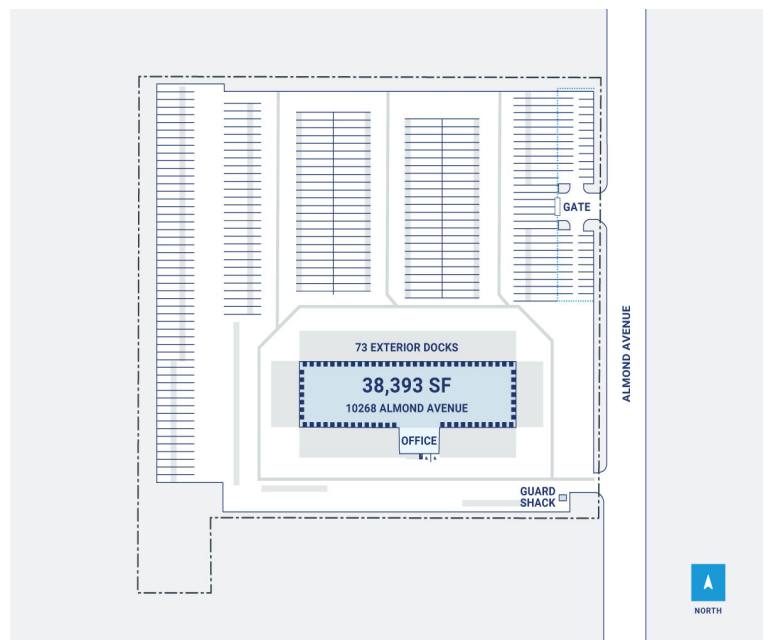 GATE
ALMOND AVENUE
73 EXTERIOR DOCKS
38,393 SF
10268 ALMOND AVENUE
OFFICE
GUARD
SHACK
NORTH